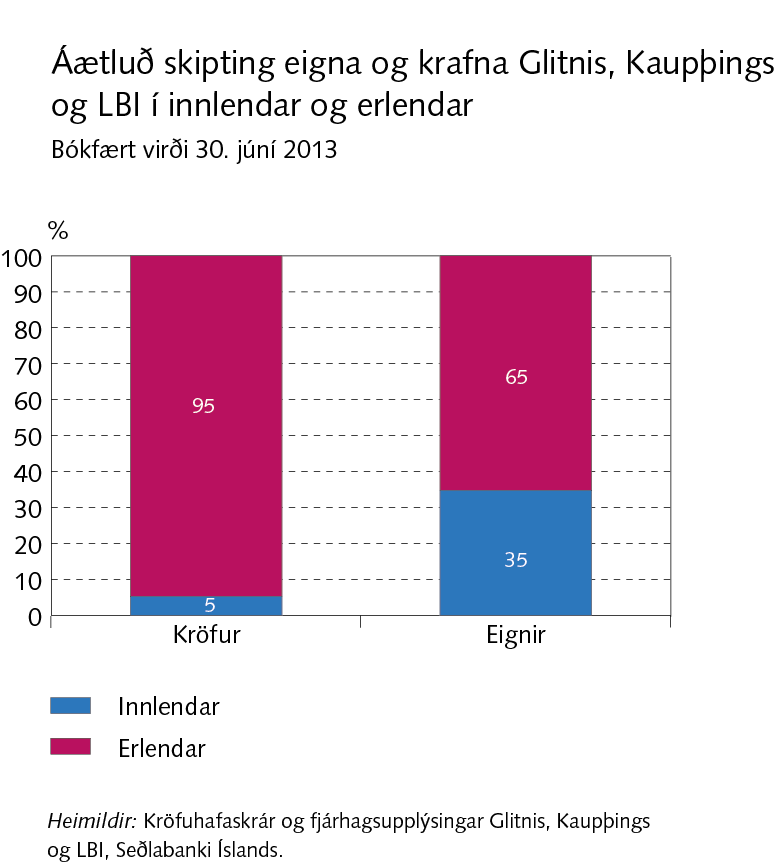 Áætluð skipting eigna og krafna Glitnis, Kaupþings
og LBI í innlendar og erlendar
Bókfært virði 30. júní 2013
%
100
90
80
70
60
50
40
30
20
10
0
95
5
65
35
Kröfur
Eignir
Innlendar
Erlendar
Heimildir: Kröfuhafaskrár og fjárhagsupplýsingar Glitnis, Kaupþings
og LBI, Seðlabanki Íslands.